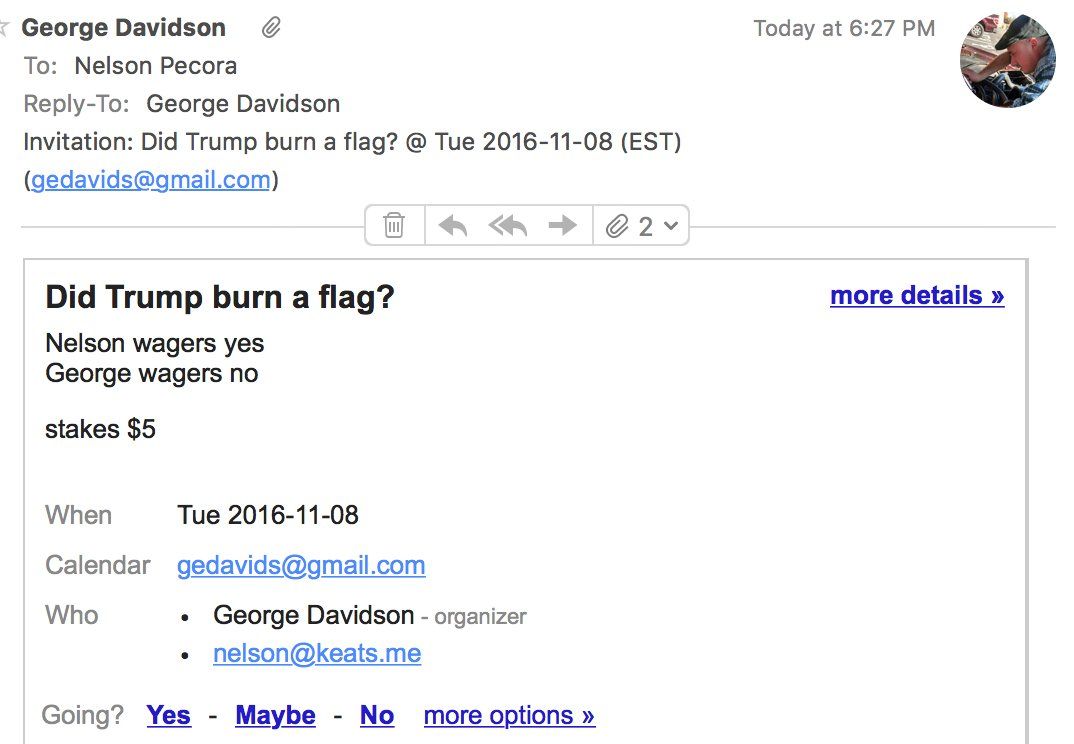 George Davidson
Today at 6:27 PM
To: Nelson Pecora
Reply-To: George Davidson
Invitation: Did Trump burn a flag? @ Tue 2016-11-08 (EST)
(gedavids@gmail.com)
2
Did Trump burn a flag?
more details »
Nelson wagers yes
George wagers no
stakes $5
When Tue 2016-11-08
Calendar gedavids@gmail.com
Who • George Davidson - organizer
• nelson@keats.me
Going? Yes - Maybe - No more options »